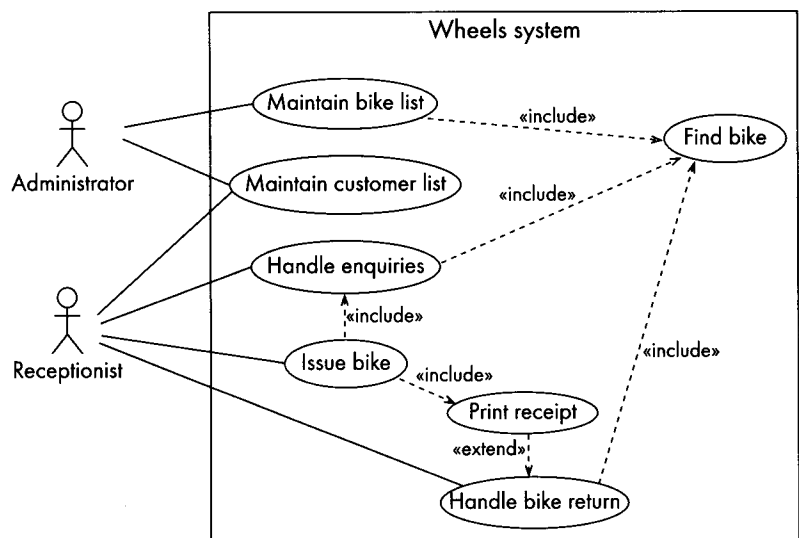 Wheels system
Maintain bike list
«include»
Find bike
Administrator
Maintain customer list
«include»
Handle enquiries
«include»
Receptionist
Issue bike
«include»
«include»
Print receipt
«extend»
Handle bike return